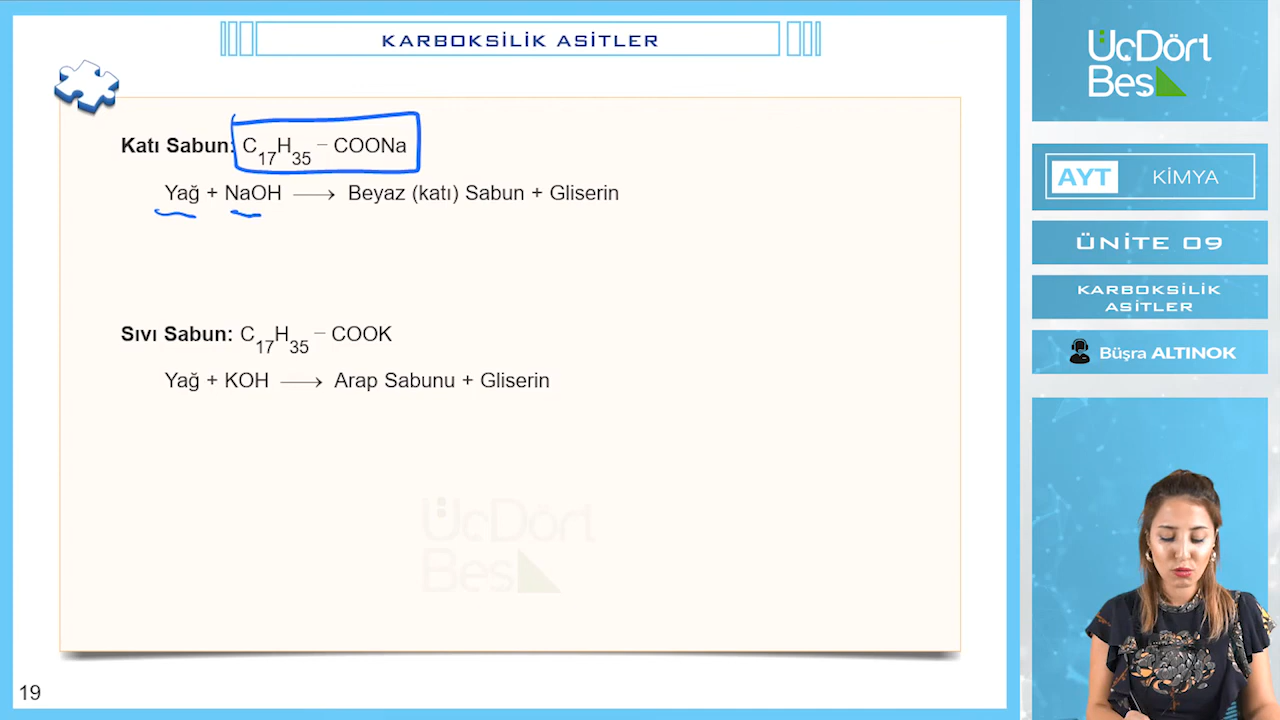 KARBOKSİLİK ASİTLER
Katı Sabun: C17H35 – COONa
Yağ + NaOH ⟶ Beyaz (katı) Sabun + Gliserin
Sıvı Sabun: C17H35 – COOK
Yağ + KOH ⟶ Arap Sabunu + Gliserin
ÜçDört
Beş
19
ÜçDört
Beş
AYT KİMYA
ÜNİTE 09
KARBOKSİLİK
ASİTLER
Büşra ALTINOK